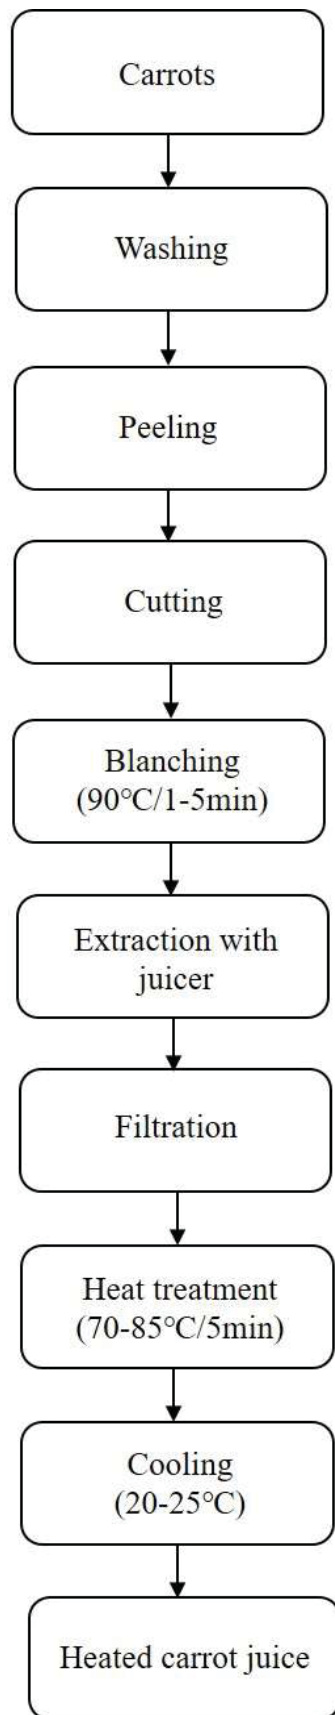 Carrots
Washing
Peeling
Cutting
Blanching
(90℃/1-5min)
Extraction with
juicer
Filtration
Heat treatment
(70-85℃/5min)
Cooling
(20-25℃)
Heated carrot juice